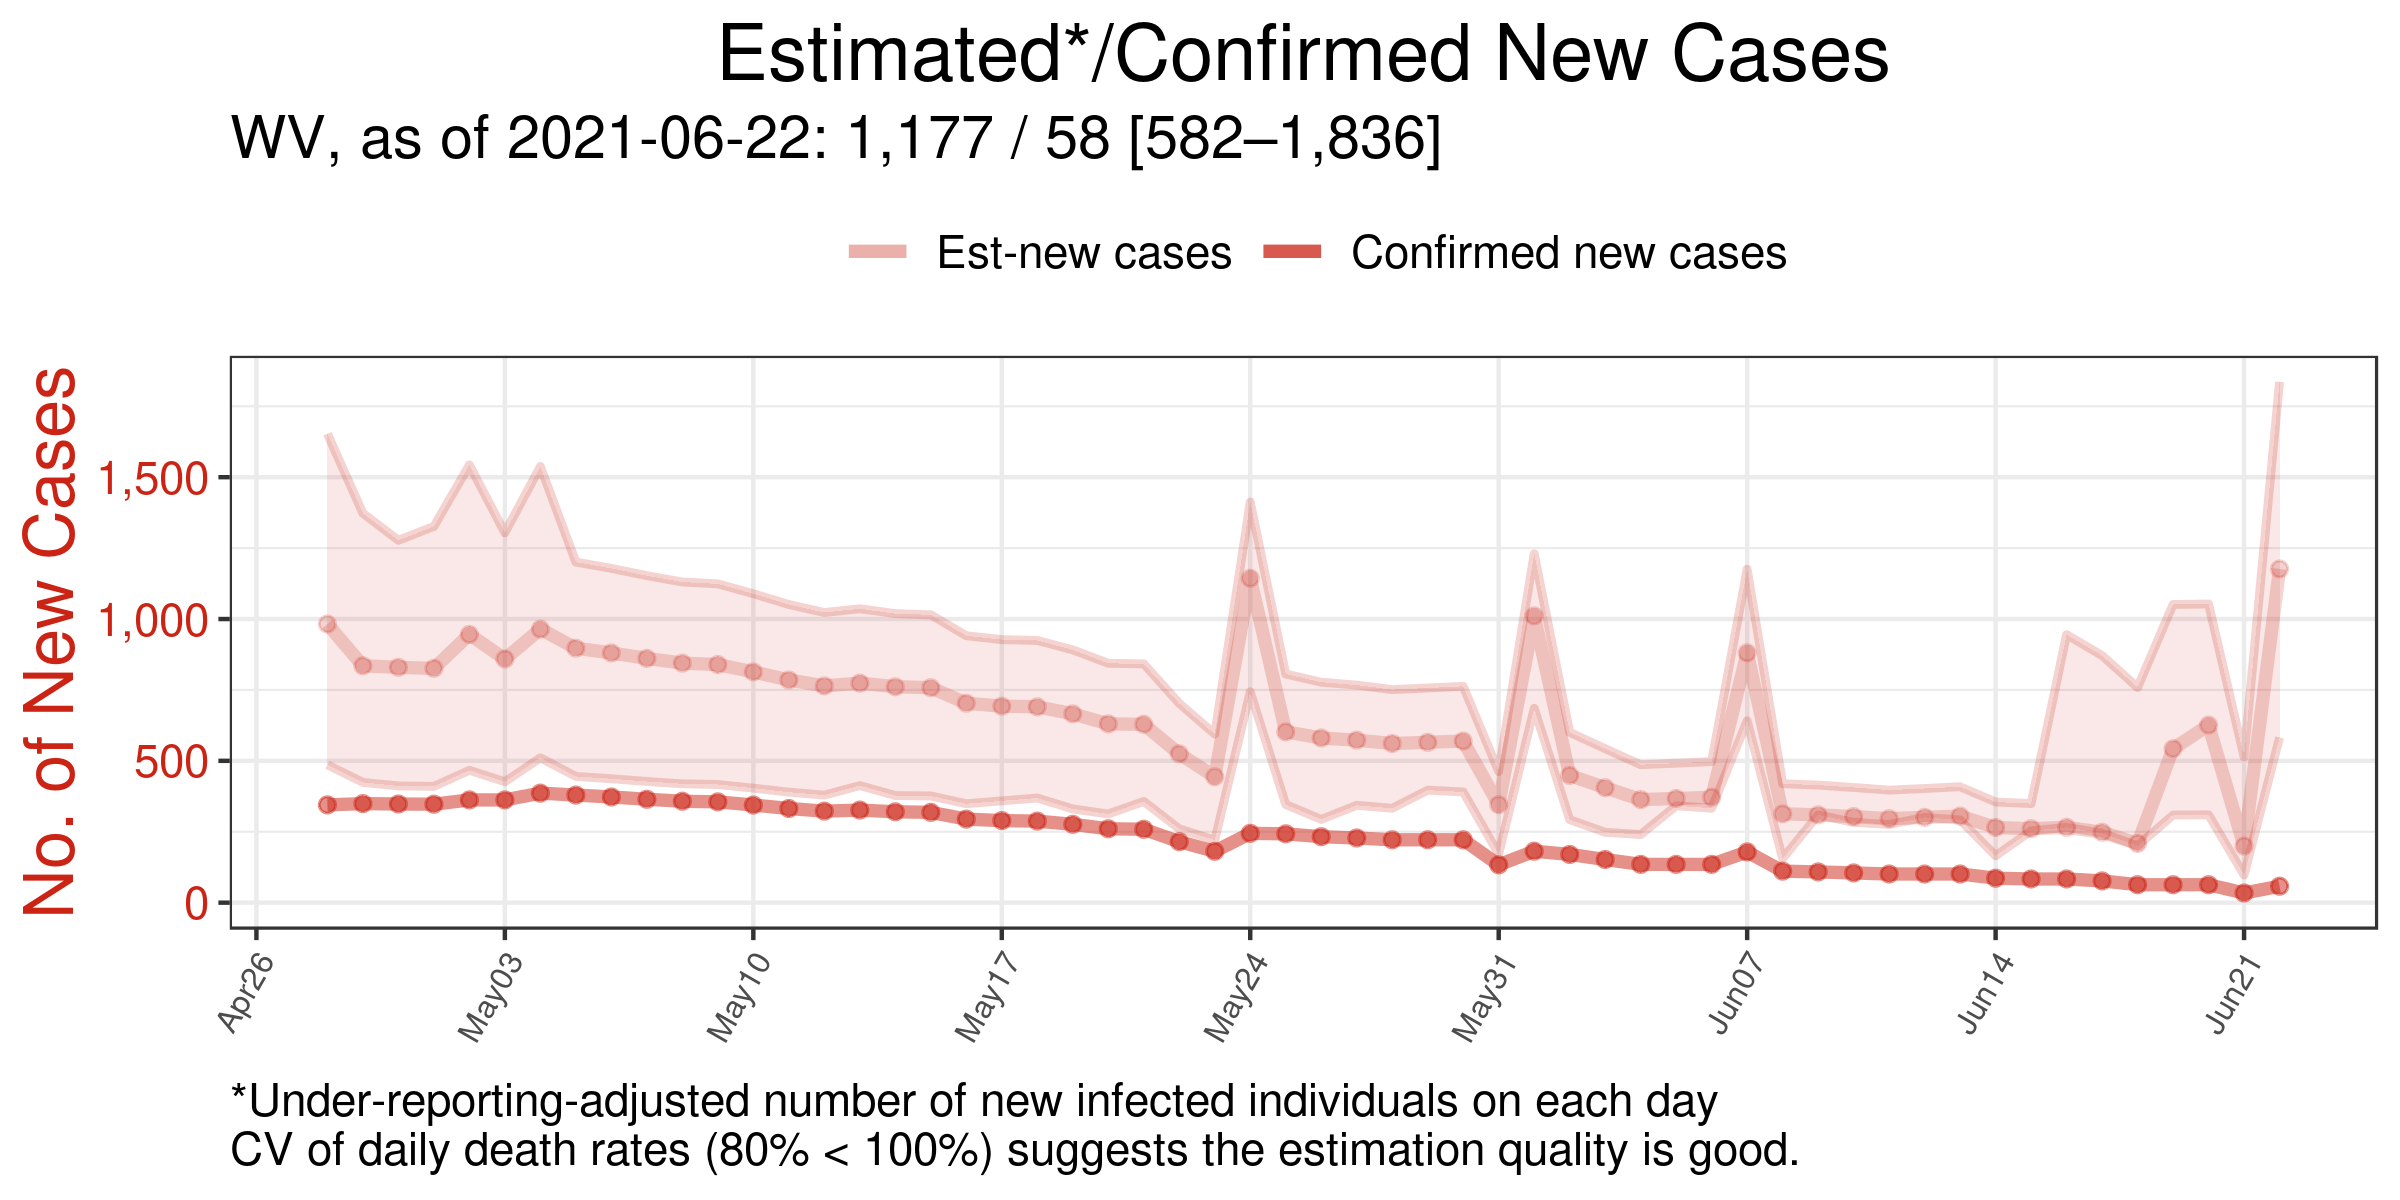 Estimated*/Confirmed New Cases
WV, as of 2021-06-22: 1,177 / 58 [582–1,836]
Est-new cases Confirmed new cases
No. of New Cases
1,500
1,000
500
0
Apr26 May03 May10 May17 May24 May31 Jun07 Jun14 Jun21
*Under-reporting-adjusted number of new infected individuals on each day
CV of daily death rates (80% < 100%) suggests the estimation quality is good.